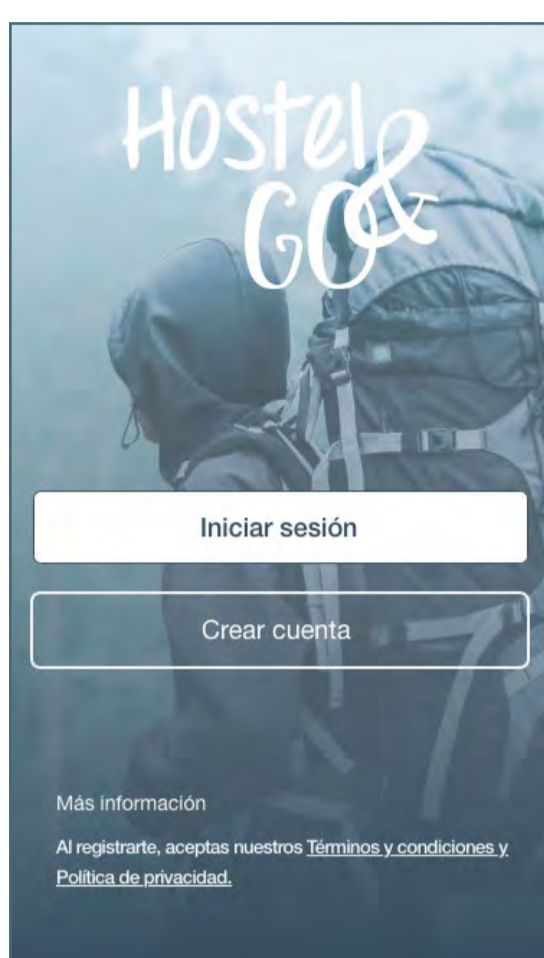 Hostel
& GO
Iniciar sesión
Crear cuenta
Más información
Al registrarte, aceptas nuestros Términos y condiciones y
Política de privacidad.